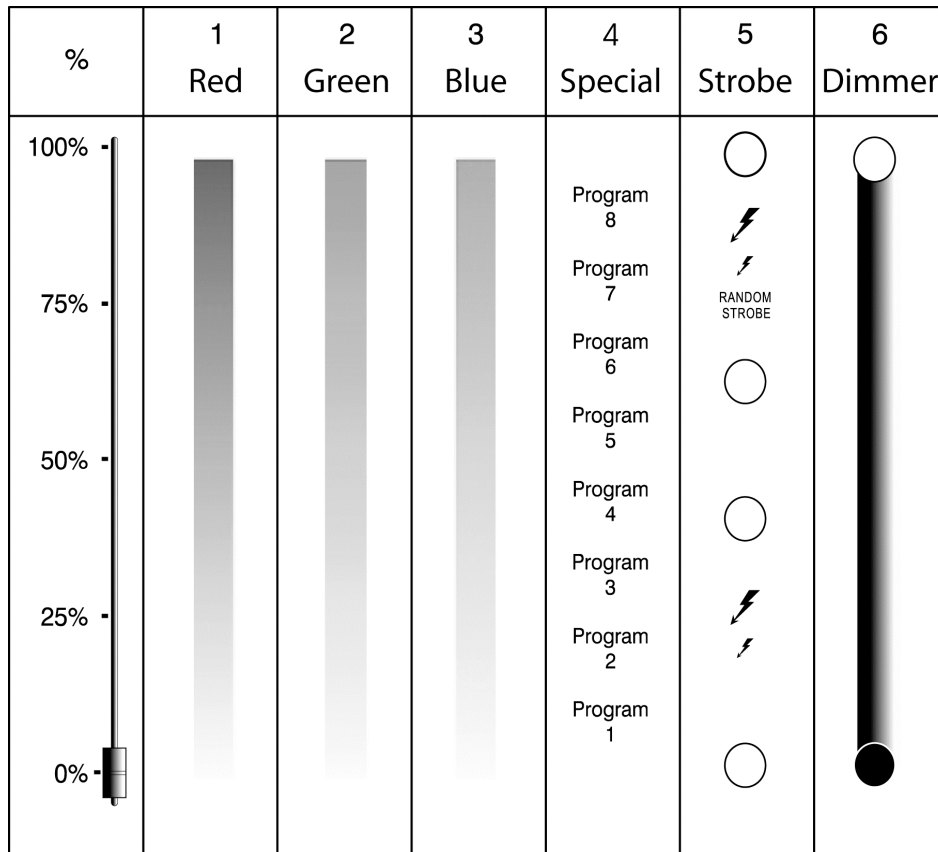 %
1
Red
2
Green
3
Blue
4
Special
5
Strobe
6
Dimmer
100%
75%
50%
25%
0%
Program
8
Program
7
Program
6
Program
5
Program
4
Program
3
Program
2
Program
1
RANDOM
STROBE